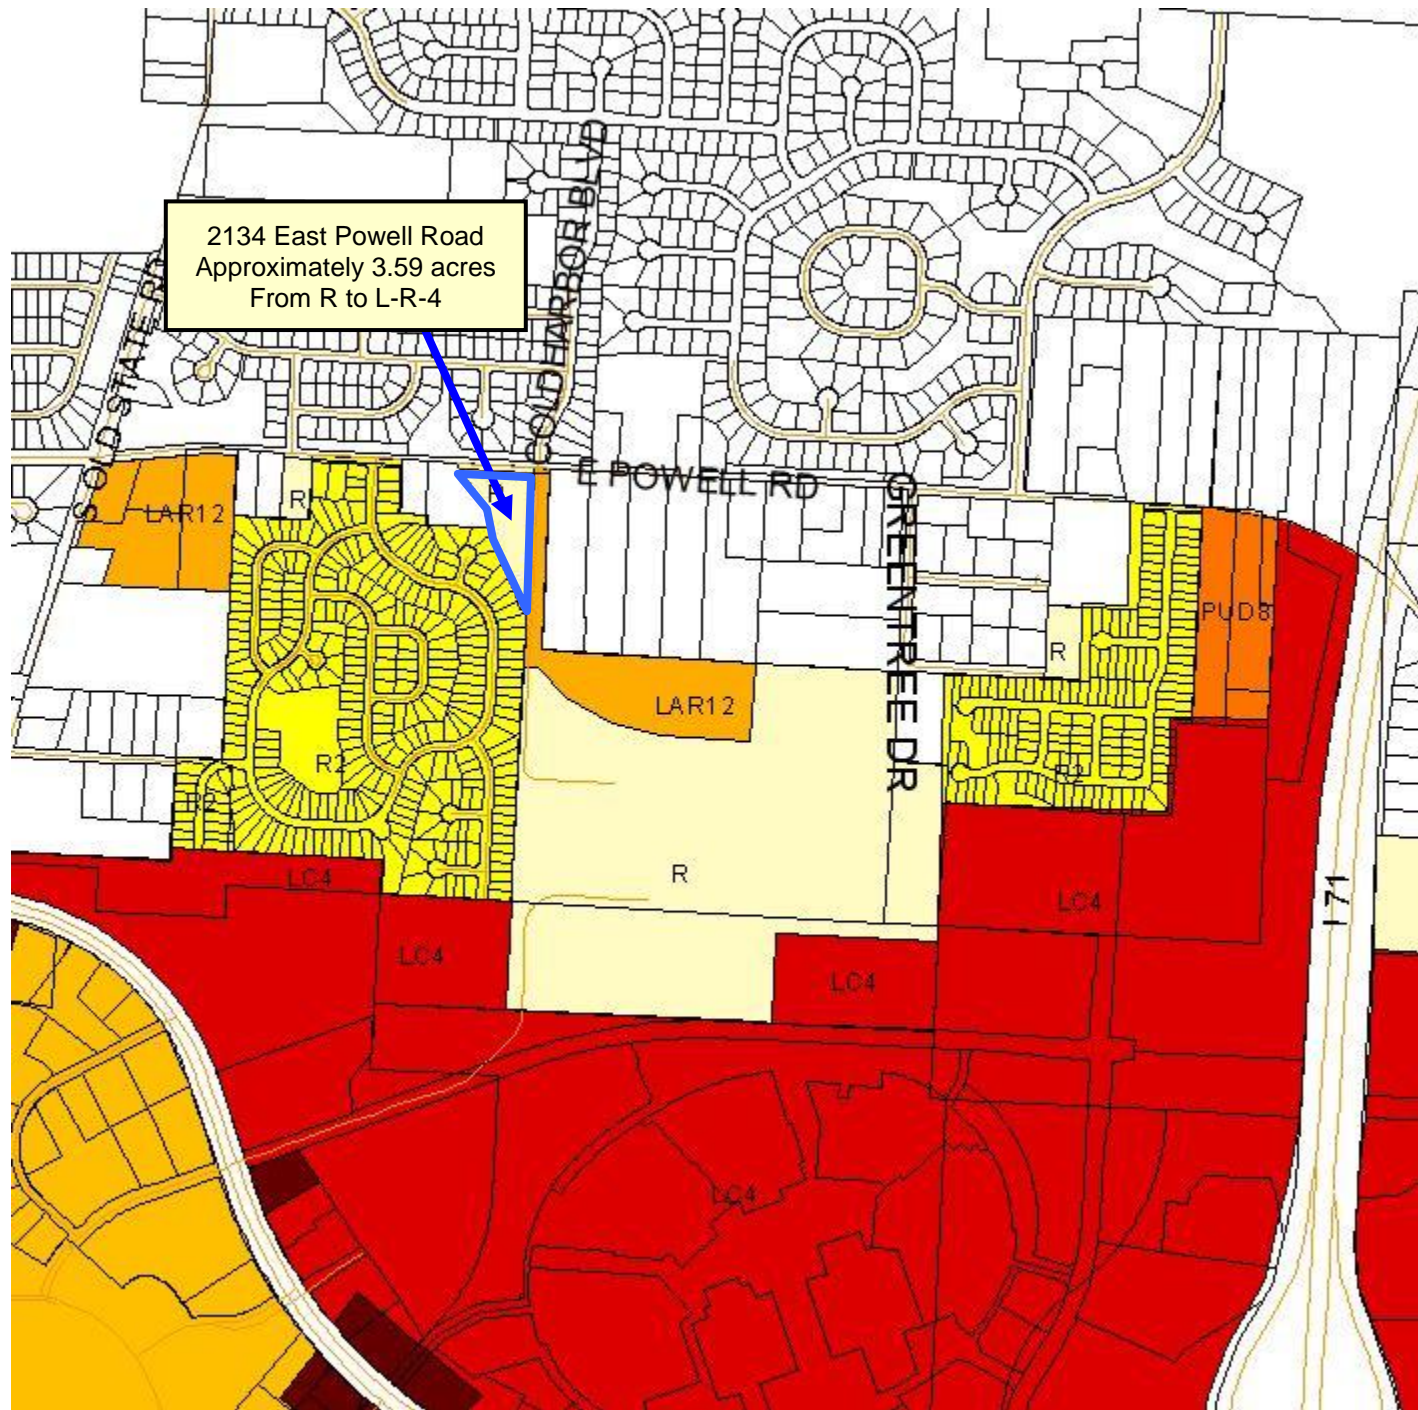 COLDHARBOR BLVD
2134 East Powell Road
Approximately 3.59 acres
From R to L-R-4
S OLD STATE RD
E POWELL RD
GREENTREE DR
R
R
LAR12
PUD8
R
LAR12
R2
R2
R2
R
LC4
LC4
I 71
LC4
LC4
LC4